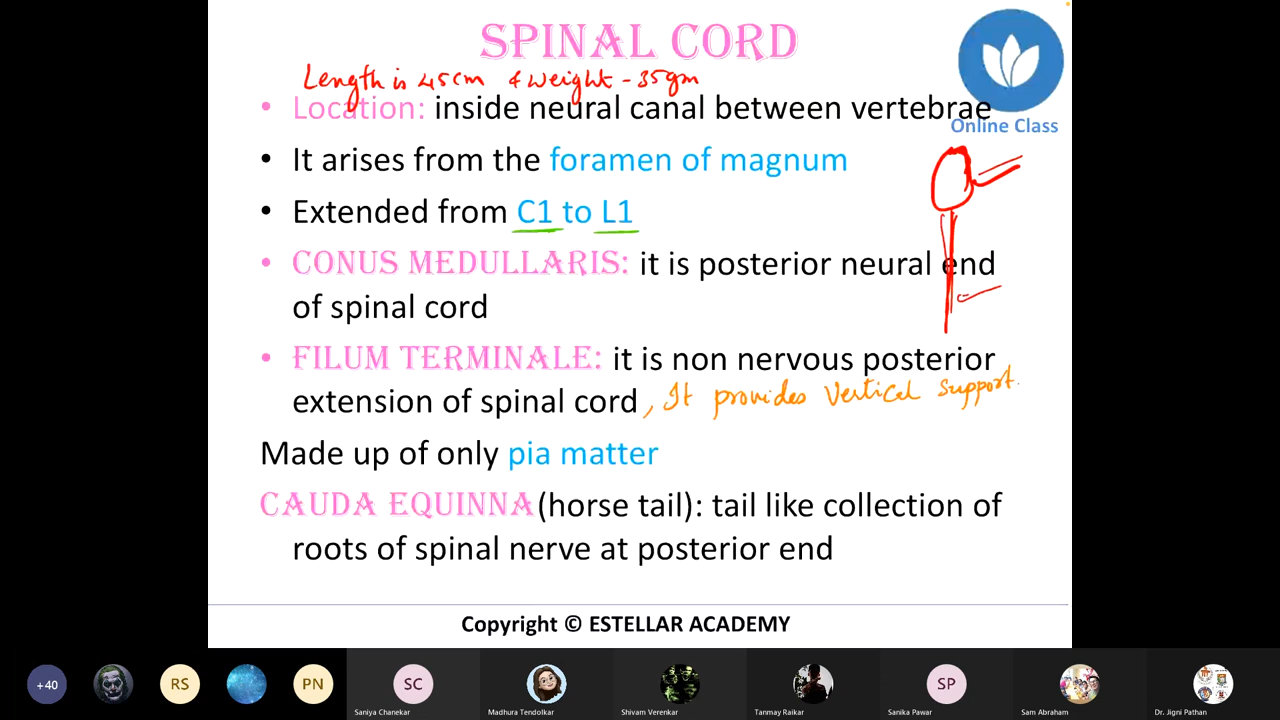 SPINAL CORD
Length is 45cm & weight - 35gm
• Location: inside neural canal between vertebrae
Online Class
• It arises from the foramen of magnum
• Extended from C1 to L1
• CONUS MEDULLARIS: it is posterior neural end
of spinal cord
• FILUM TERMINALE: it is non nervous posterior
extension of spinal cord, It provides Vertical Support.
Made up of only pia matter
CAUDA EQUINNA(horse tail): tail like collection of
roots of spinal nerve at posterior end
Copyright © ESTELLAR ACADEMY
+40 RS PN SC SP
Saniya Chanekar Madhura Tendolkar Shivam Verenkar Tanmay Raikar Sanika Pawar Sam Abraham Dr. Jigni Pathan